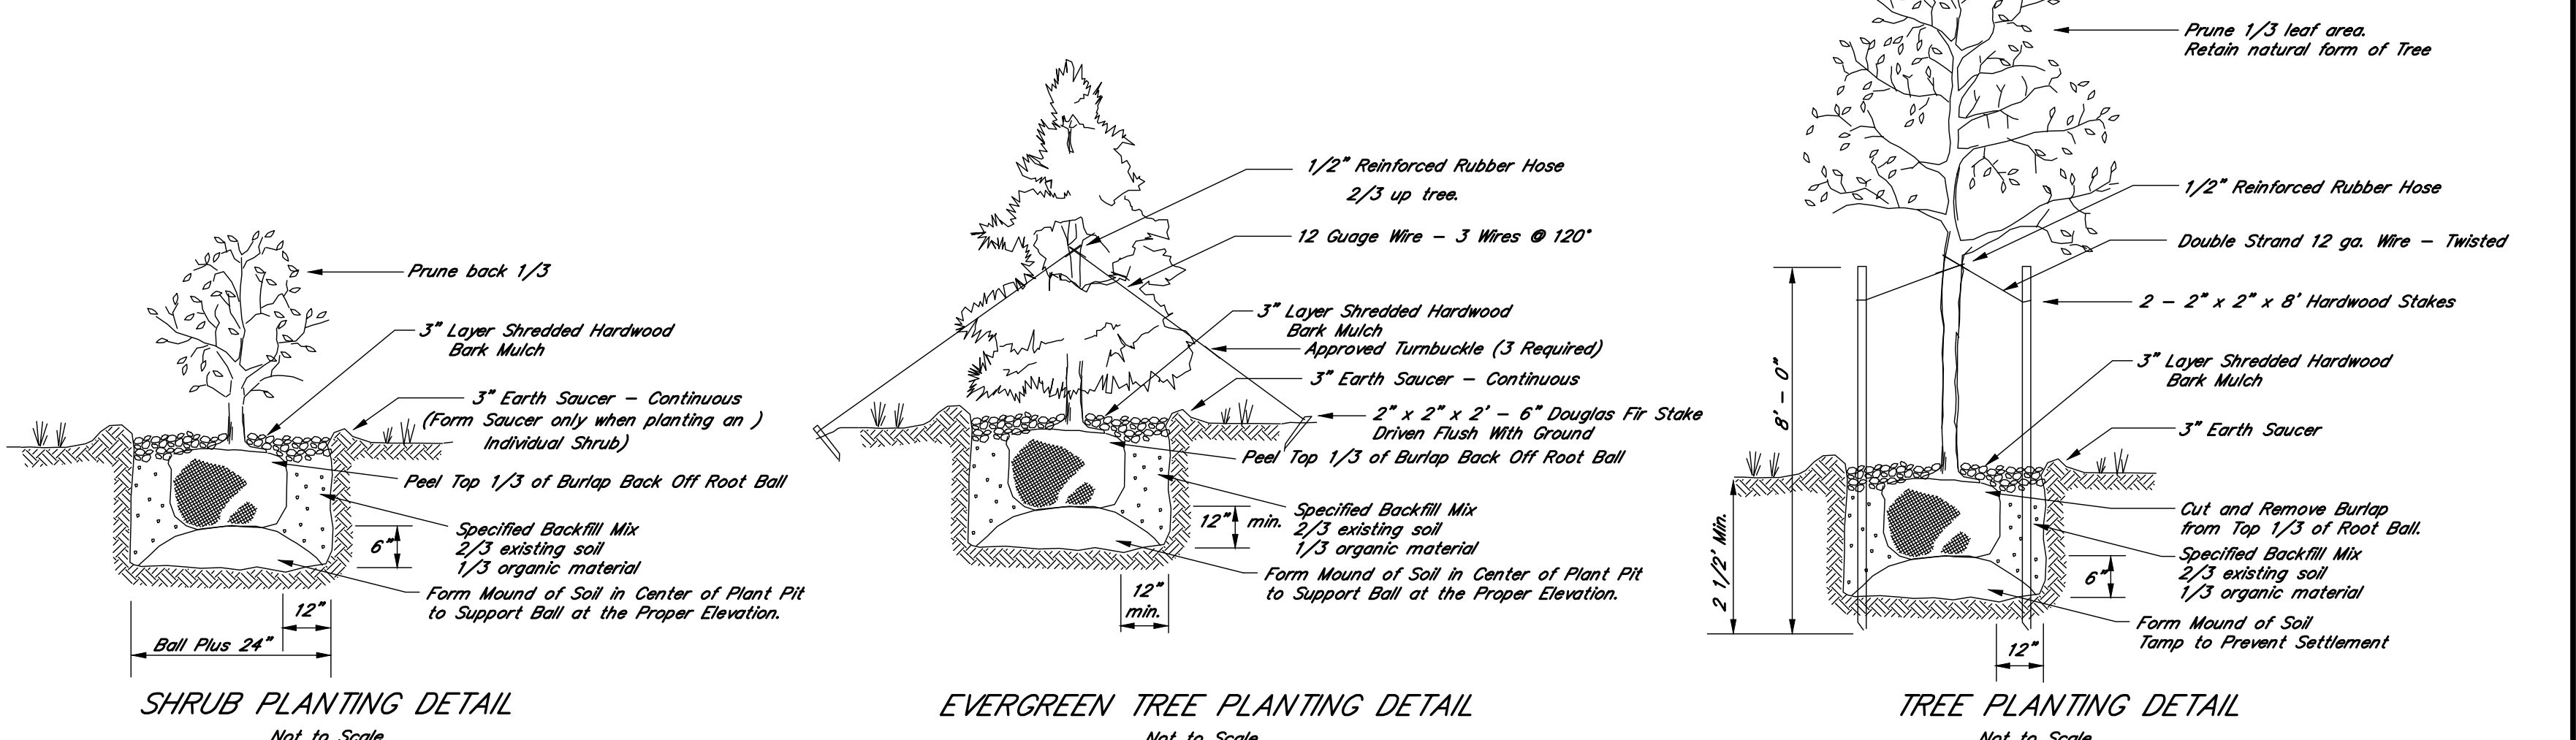 Prune back 1/3
3" Layer Shredded Hardwood
Bark Mulch
3" Earth Saucer - Continuous
(Form Saucer only when planting an )
Individual Shrub)
Peel Top 1/3 of Burlap Back Off Root Ball
Specified Backfill Mix
2/3 existing soil
1/3 organic material
6"
Form Mound of Soil in Center of Plant Pit
to Support Ball at the Proper Elevation.
12"
Ball Plus 24"
SHRUB PLANTING DETAIL
Not to Scale
1/2" Reinforced Rubber Hose
2/3 up tree.
12 Guage Wire - 3 Wires @ 120°
3" Layer Shredded Hardwood
Bark Mulch
Approved Turnbuckle (3 Required)
3" Earth Saucer - Continuous
2" x 2" x 2' - 6" Douglas Fir Stake
Driven Flush With Ground
Peel Top 1/3 of Burlap Back Off Root Ball
Specified Backfill Mix
2/3 existing soil
1/3 organic material
12" min.
Form Mound of Soil in Center of Plant Pit
to Support Ball at the Proper Elevation.
12"
min.
EVERGREEN TREE PLANTING DETAIL
Not to Scale
Prune 1/3 leaf area.
Retain natural form of Tree
1/2" Reinforced Rubber Hose
Double Strand 12 ga. Wire - Twisted
2 - 2" x 2" x 8' Hardwood Stakes
3" Layer Shredded Hardwood
Bark Mulch
8' - 0"
3" Earth Saucer
Cut and Remove Burlap
from Top 1/3 of Root Ball.
Specified Backfill Mix
2/3 existing soil
1/3 organic material
2 1/2' Min.
6"
Form Mound of Soil
Tamp to Prevent Settlement
12"
TREE PLANTING DETAIL
Not to Scale